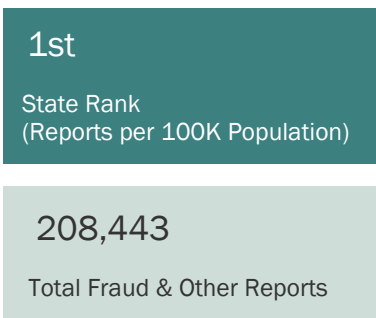 1st
State Rank
(Reports per 100K Population)
208,443
Total Fraud & Other Reports